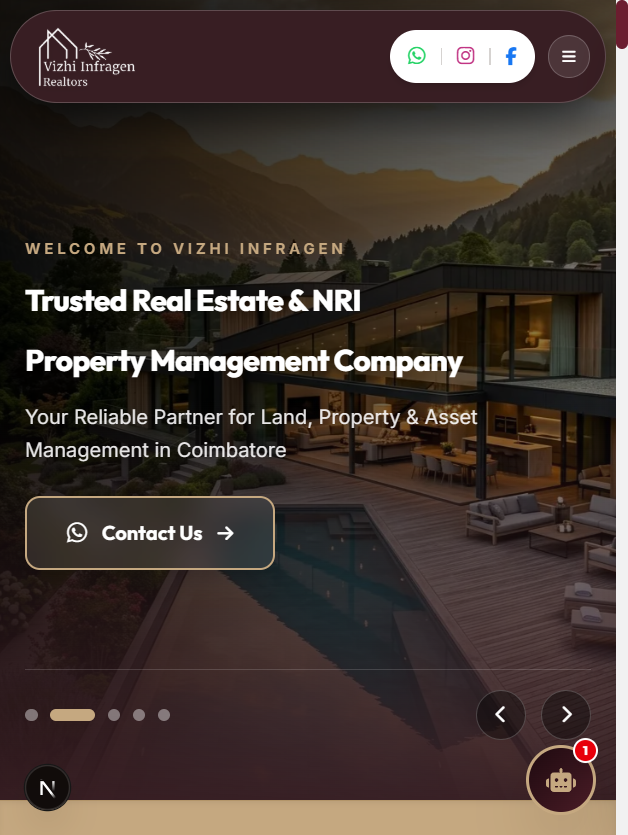 Vizhi Infragen
Realtors
WELCOME TO VIZHI INFRAGEN
Trusted Real Estate & NRI
Property Management Company
Your Reliable Partner for Land, Property & Asset
Management in Coimbatore
Contact Us →
1
N